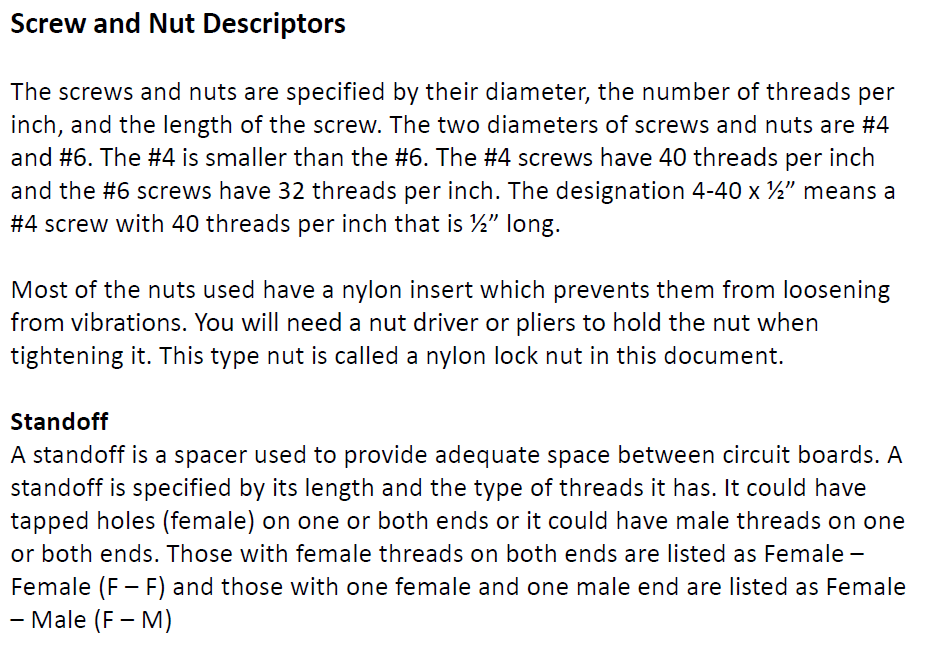 Screw and Nut Descriptors
The screws and nuts are specified by their diameter, the number of threads per
inch, and the length of the screw. The two diameters of screws and nuts are #4
and #6. The #4 is smaller than the #6. The #4 screws have 40 threads per inch
and the #6 screws have 32 threads per inch. The designation 4-40 x ½” means a
#4 screw with 40 threads per inch that is ½” long.
Most of the nuts used have a nylon insert which prevents them from loosening
from vibrations. You will need a nut driver or pliers to hold the nut when
tightening it. This type nut is called a nylon lock nut in this document.
Standoff
A standoff is a spacer used to provide adequate space between circuit boards. A
standoff is specified by its length and the type of threads it has. It could have
tapped holes (female) on one or both ends or it could have male threads on one
or both ends. Those with female threads on both ends are listed as Female –
Female (F – F) and those with one female and one male end are listed as Female
– Male (F – M)